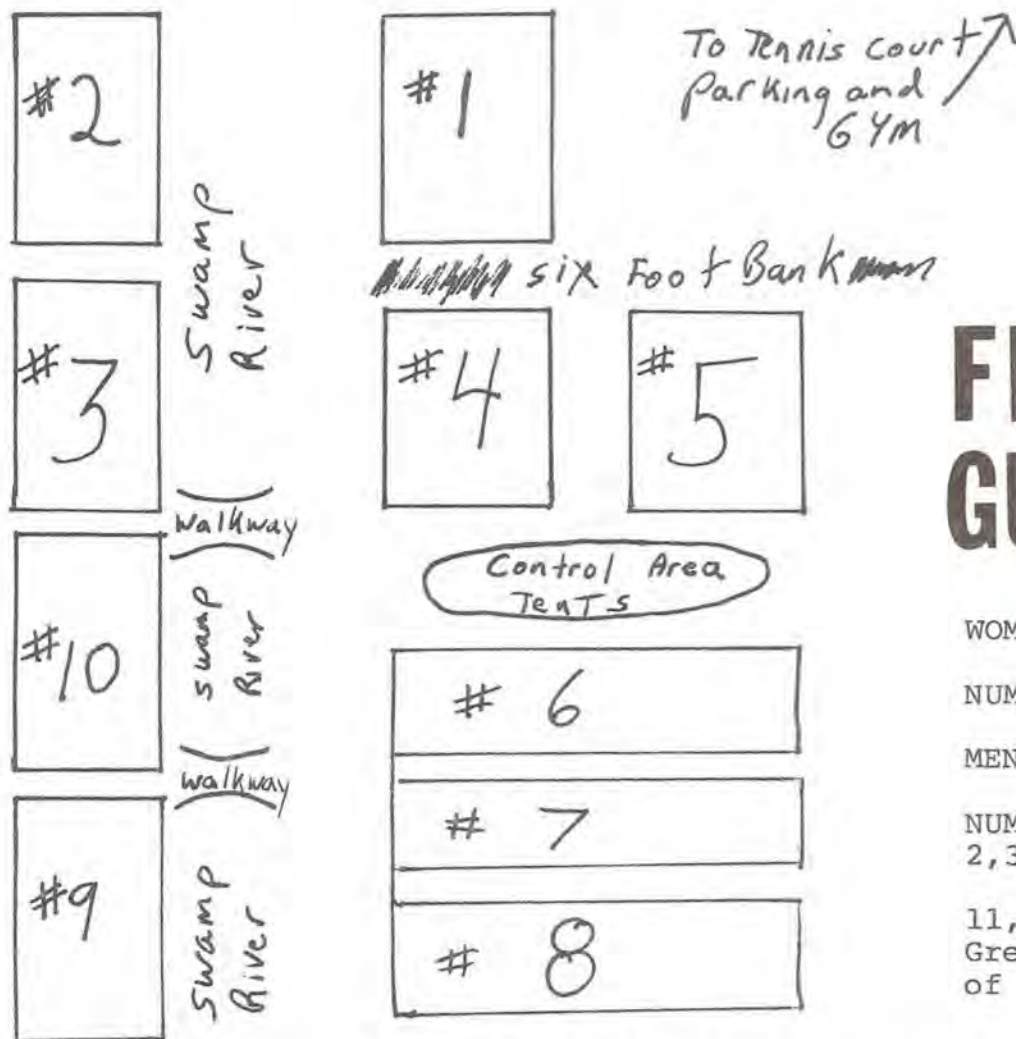 #2
#1
To Tennis court
Parking and
GYM
Swamp
River
six Foot Bank
#3
#4
#5
Walkway
Control Area
TenTS
#10
swamp
River
# 6
walkway
# 7
#9
Swamp
River
# 8
WOM
NUM
MEN
NUM
2,3
11,
Gre
of